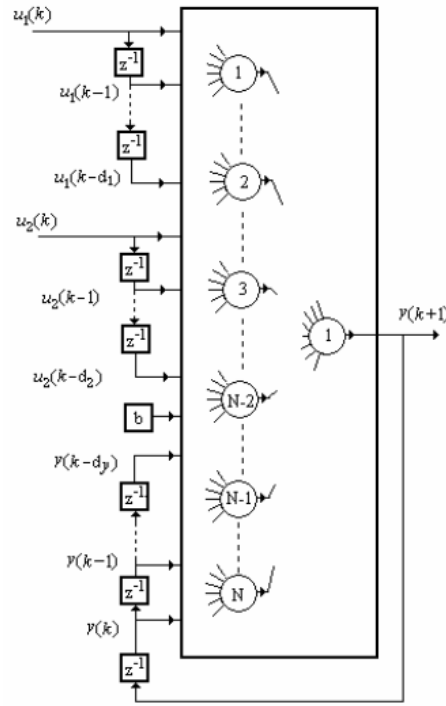 u₁(k)
z⁻¹
u₁(k−1)
1
z⁻¹
u₁(k−d₁)
2
u₂(k)
z⁻¹
u₂(k−1)
3
z⁻¹
y(k+1)
1
u₂(k−d₂)
N-2
b
y(k−dy)
z⁻¹
N-1
y(k−1)
z⁻¹
N
y(k)
z⁻¹